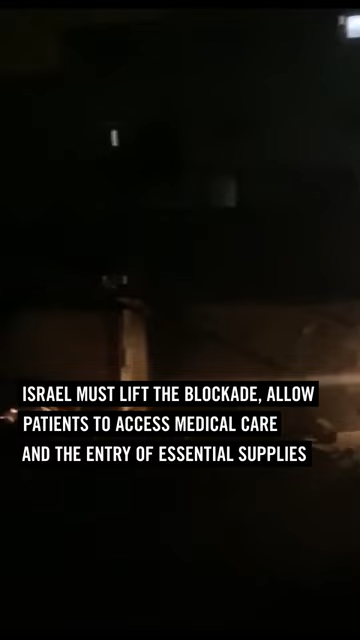 ISRAEL MUST LIFT THE BLOCKADE, ALLOW
PATIENTS TO ACCESS MEDICAL CARE
AND THE ENTRY OF ESSENTIAL SUPPLIES